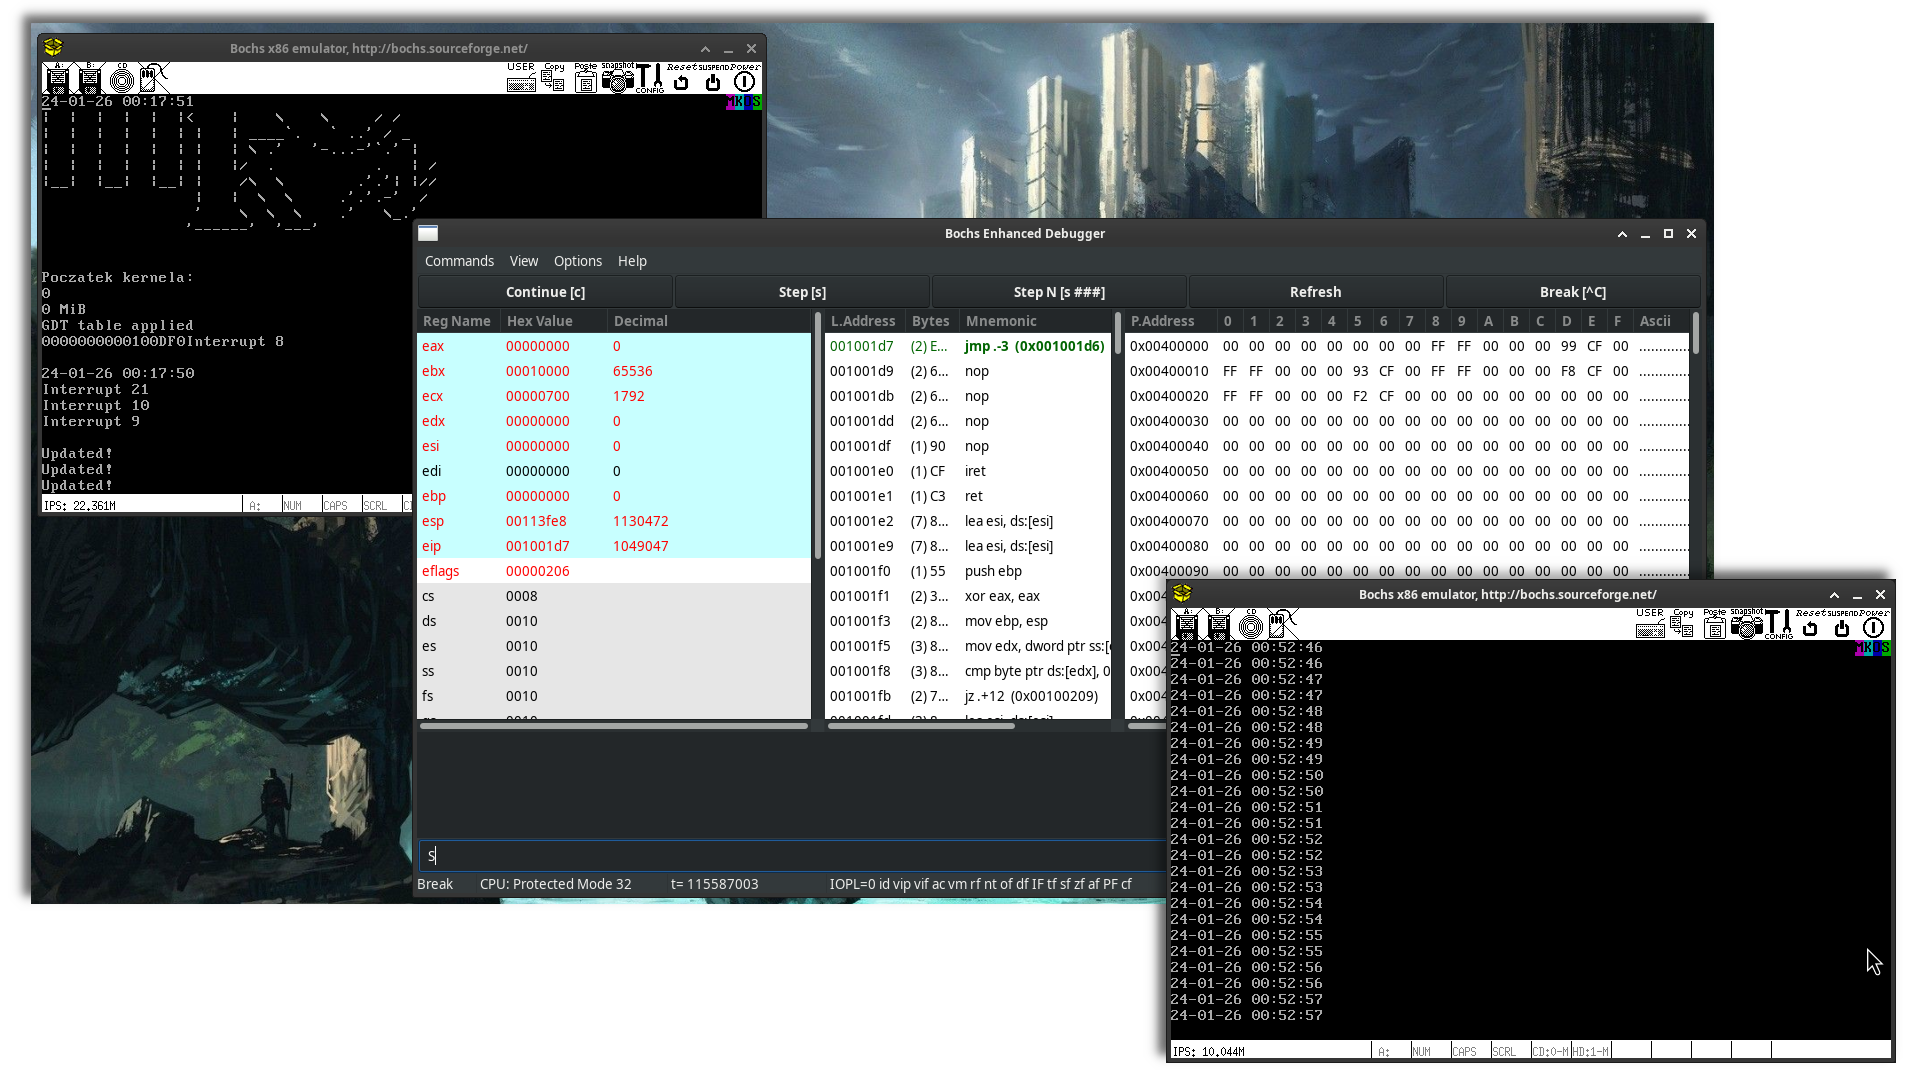 Bochs x86 emulator, http://bochs.sourceforge.net/
A: B: CD USER Copy Paste snapshot CONFIG Reset SUSPEND Power
24-01-26 00:17:51 MKOS
Poczatek kernela:
0
0 MiB
GDT table applied
0000000000100DF0Interrupt 8
24-01-26 00:17:50
Interrupt 21
Interrupt 10
Interrupt 9
Updated!
Updated!
Updated!
IPS: 22.361M A: NUM CAPS SCRL
Bochs Enhanced Debugger
Commands View Options Help
Continue [c] Step [s] Step N [s ###] Refresh Break [^C]
Reg Name Hex Value Decimal
eax 00000000 0
ebx 00010000 65536
ecx 00000700 1792
edx 00000000 0
esi 00000000 0
edi 00000000 0
ebp 00000000 0
esp 00113fe8 1130472
eip 001001d7 1049047
eflags 00000206
cs 0008
ds 0010
es 0010
ss 0010
fs 0010
L.Address Bytes Mnemonic
001001d7 (2) E... jmp .-3 (0x001001d6)
001001d9 (2) 6... nop
001001db (2) 6... nop
001001dd (2) 6... nop
001001df (1) 90 nop
001001e0 (1) CF iret
001001e1 (1) C3 ret
001001e2 (7) 8... lea esi, ds:[esi]
001001e9 (7) 8... lea esi, ds:[esi]
001001f0 (1) 55 push ebp
001001f1 (2) 3... xor eax, eax
001001f3 (2) 8... mov ebp, esp
001001f5 (3) 8... mov edx, dword ptr ss:[
001001f8 (3) 8... cmp byte ptr ds:[edx], 0
001001fb (2) 7... jz .+12 (0x00100209)
P.Address 0 1 2 3 4 5 6 7 8 9 A B C D E F Ascii
0x00400000 00 00 00 00 00 00 00 00 FF FF 00 00 00 99 CF 00 .............
0x00400010 FF FF 00 00 00 93 CF 00 FF FF 00 00 00 F8 CF 00 .............
0x00400020 FF FF 00 00 00 F2 CF 00 00 00 00 00 00 00 00 00 .............
0x00400030 00 00 00 00 00 00 00 00 00 00 00 00 00 00 00 00 .............
0x00400040 00 00 00 00 00 00 00 00 00 00 00 00 00 00 00 00 .............
0x00400050 00 00 00 00 00 00 00 00 00 00 00 00 00 00 00 00 .............
0x00400060 00 00 00 00 00 00 00 00 00 00 00 00 00 00 00 00 .............
0x00400070 00 00 00 00 00 00 00 00 00 00 00 00 00 00 00 00 .............
0x00400080 00 00 00 00 00 00 00 00 00 00 00 00 00 00 00 00 .............
0x00400090 00 00 00 00 00 00 00 00 00 00 00 00 00 00 00 00 .............
0x004
0x004
0x004
0x004
0x004
s
Break CPU: Protected Mode 32 t= 115587003 IOPL=0 id vip vif ac vm rf nt of df IF tf sf zf af PF cf
Bochs x86 emulator, http://bochs.sourceforge.net/
A: B: CD USER Copy Paste snapshot CONFIG Reset SUSPEND Power
24-01-26 00:52:46 MKOS
24-01-26 00:52:46
24-01-26 00:52:47
24-01-26 00:52:47
24-01-26 00:52:48
24-01-26 00:52:48
24-01-26 00:52:49
24-01-26 00:52:49
24-01-26 00:52:50
24-01-26 00:52:50
24-01-26 00:52:51
24-01-26 00:52:51
24-01-26 00:52:52
24-01-26 00:52:52
24-01-26 00:52:53
24-01-26 00:52:53
24-01-26 00:52:54
24-01-26 00:52:54
24-01-26 00:52:55
24-01-26 00:52:55
24-01-26 00:52:56
24-01-26 00:52:56
24-01-26 00:52:57
24-01-26 00:52:57
IPS: 10.044M A: NUM CAPS SCRL CD:0-M HD:1-M